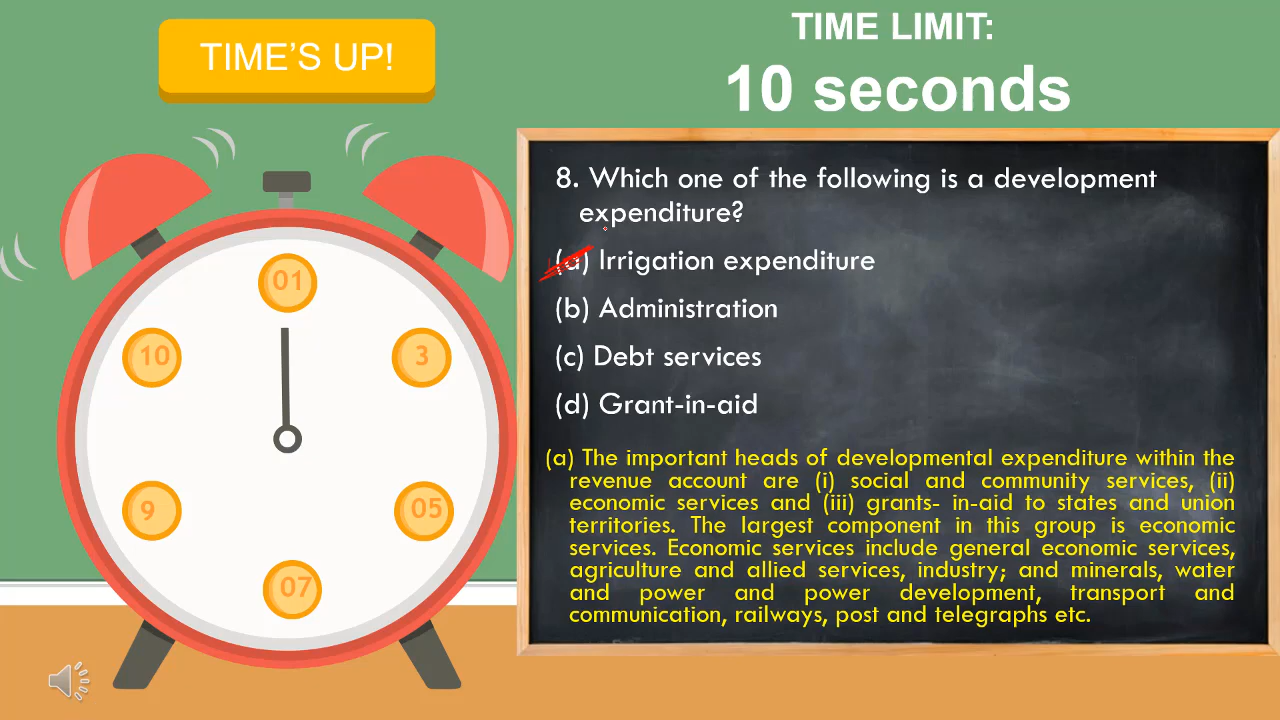 TIME'S UP!
TIME LIMIT:
10 seconds
01
10
3
9
05
07
8. Which one of the following is a development
expenditure?
(a) Irrigation expenditure
(b) Administration
(c) Debt services
(d) Grant-in-aid
(a) The important heads of developmental expenditure within the
revenue account are (i) social and community services, (ii)
economic services and (iii) grants- in-aid to states and union
territories. The largest component in this group is economic
services. Economic services include general economic services,
agriculture and allied services, industry; and minerals, water
and power and power development, transport and
communication, railways, post and telegraphs etc.